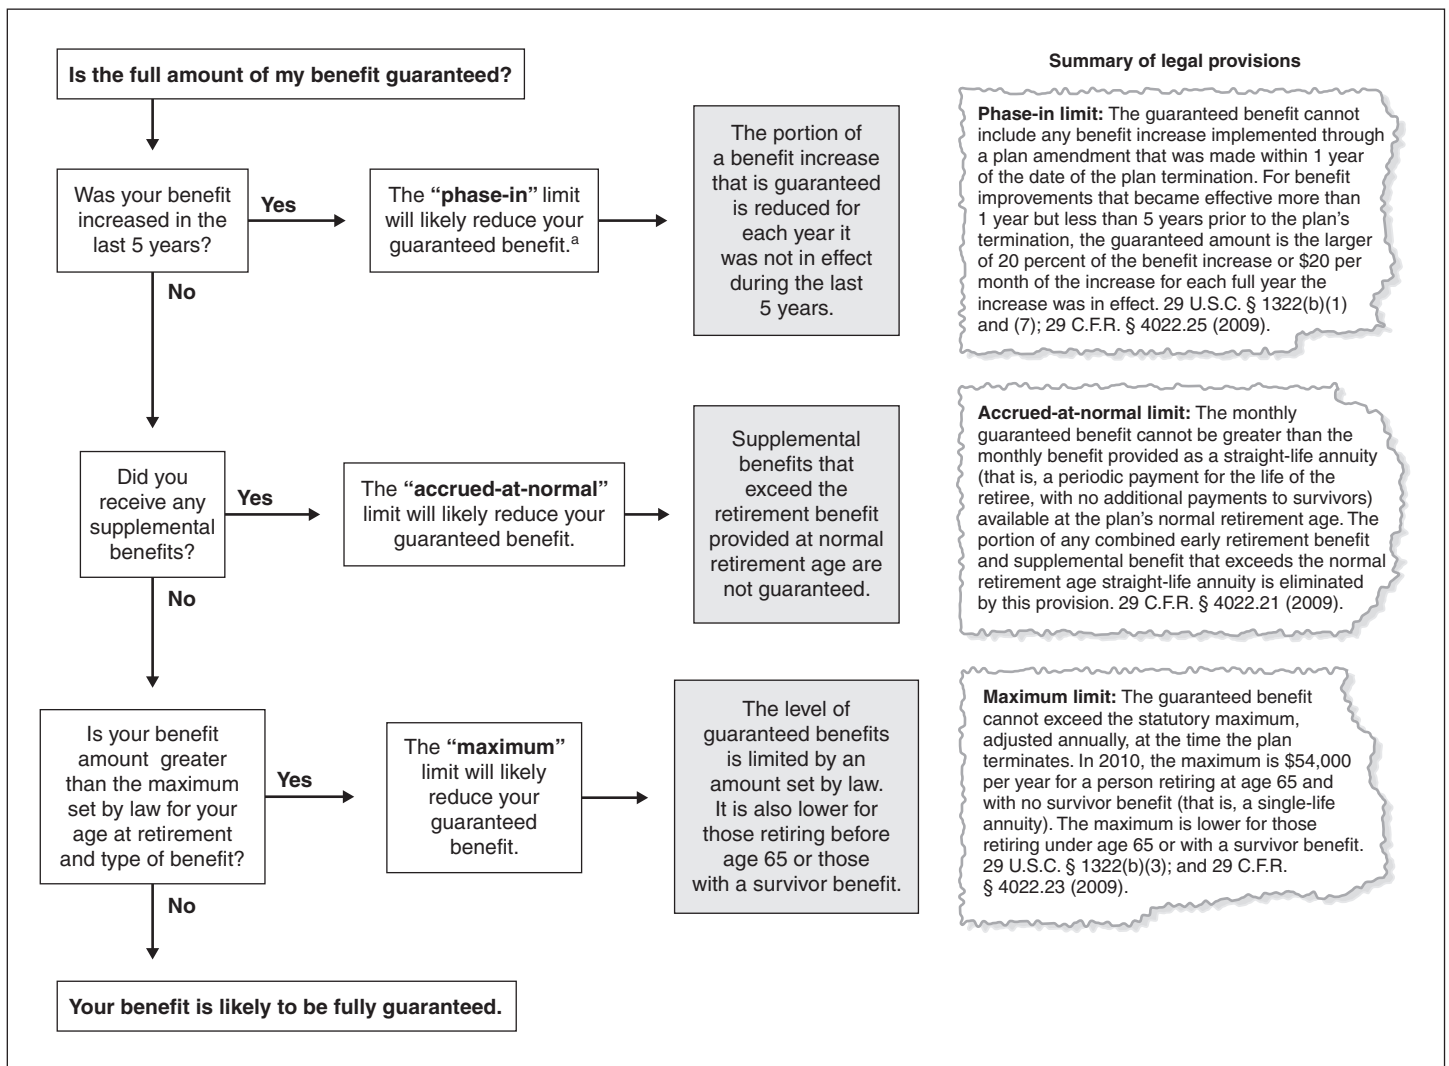 Is the full amount of my benefit guaranteed?
Was your benefit
increased in the
last 5 years?
Yes
The “phase-in” limit
will likely reduce your
guaranteed benefit.a
The portion of
a benefit increase
that is guaranteed
is reduced for
each year it
was not in effect
during the last
5 years.
No
Did you
receive any
supplemental
benefits?
Yes
The “accrued-at-normal”
limit will likely reduce your
guaranteed benefit.
Supplemental
benefits that
exceed the
retirement benefit
provided at normal
retirement age are
not guaranteed.
No
Is your benefit
amount greater
than the maximum
set by law for your
age at retirement
and type of benefit?
Yes
The “maximum”
limit will likely
reduce your
guaranteed
benefit.
The level of
guaranteed benefits
is limited by an
amount set by law.
It is also lower for
those retiring before
age 65 or those
with a survivor benefit.
No
Your benefit is likely to be fully guaranteed.
Summary of legal provisions
Phase-in limit: The guaranteed benefit cannot
include any benefit increase implemented through
a plan amendment that was made within 1 year
of the date of the plan termination. For benefit
improvements that became effective more than
1 year but less than 5 years prior to the plan’s
termination, the guaranteed amount is the larger
of 20 percent of the benefit increase or $20 per
month of the increase for each full year the
increase was in effect. 29 U.S.C. § 1322(b)(1)
and (7); 29 C.F.R. § 4022.25 (2009).
Accrued-at-normal limit: The monthly
guaranteed benefit cannot be greater than the
monthly benefit provided as a straight-life annuity
(that is, a periodic payment for the life of the
retiree, with no additional payments to survivors)
available at the plan’s normal retirement age. The
portion of any combined early retirement benefit
and supplemental benefit that exceeds the normal
retirement age straight-life annuity is eliminated
by this provision. 29 C.F.R. § 4022.21 (2009).
Maximum limit: The guaranteed benefit
cannot exceed the statutory maximum,
adjusted annually, at the time the plan
terminates. In 2010, the maximum is $54,000
per year for a person retiring at age 65 and
with no survivor benefit (that is, a single-life
annuity). The maximum is lower for those
retiring under age 65 or with a survivor benefit.
29 U.S.C. § 1322(b)(3); and 29 C.F.R.
§ 4022.23 (2009).